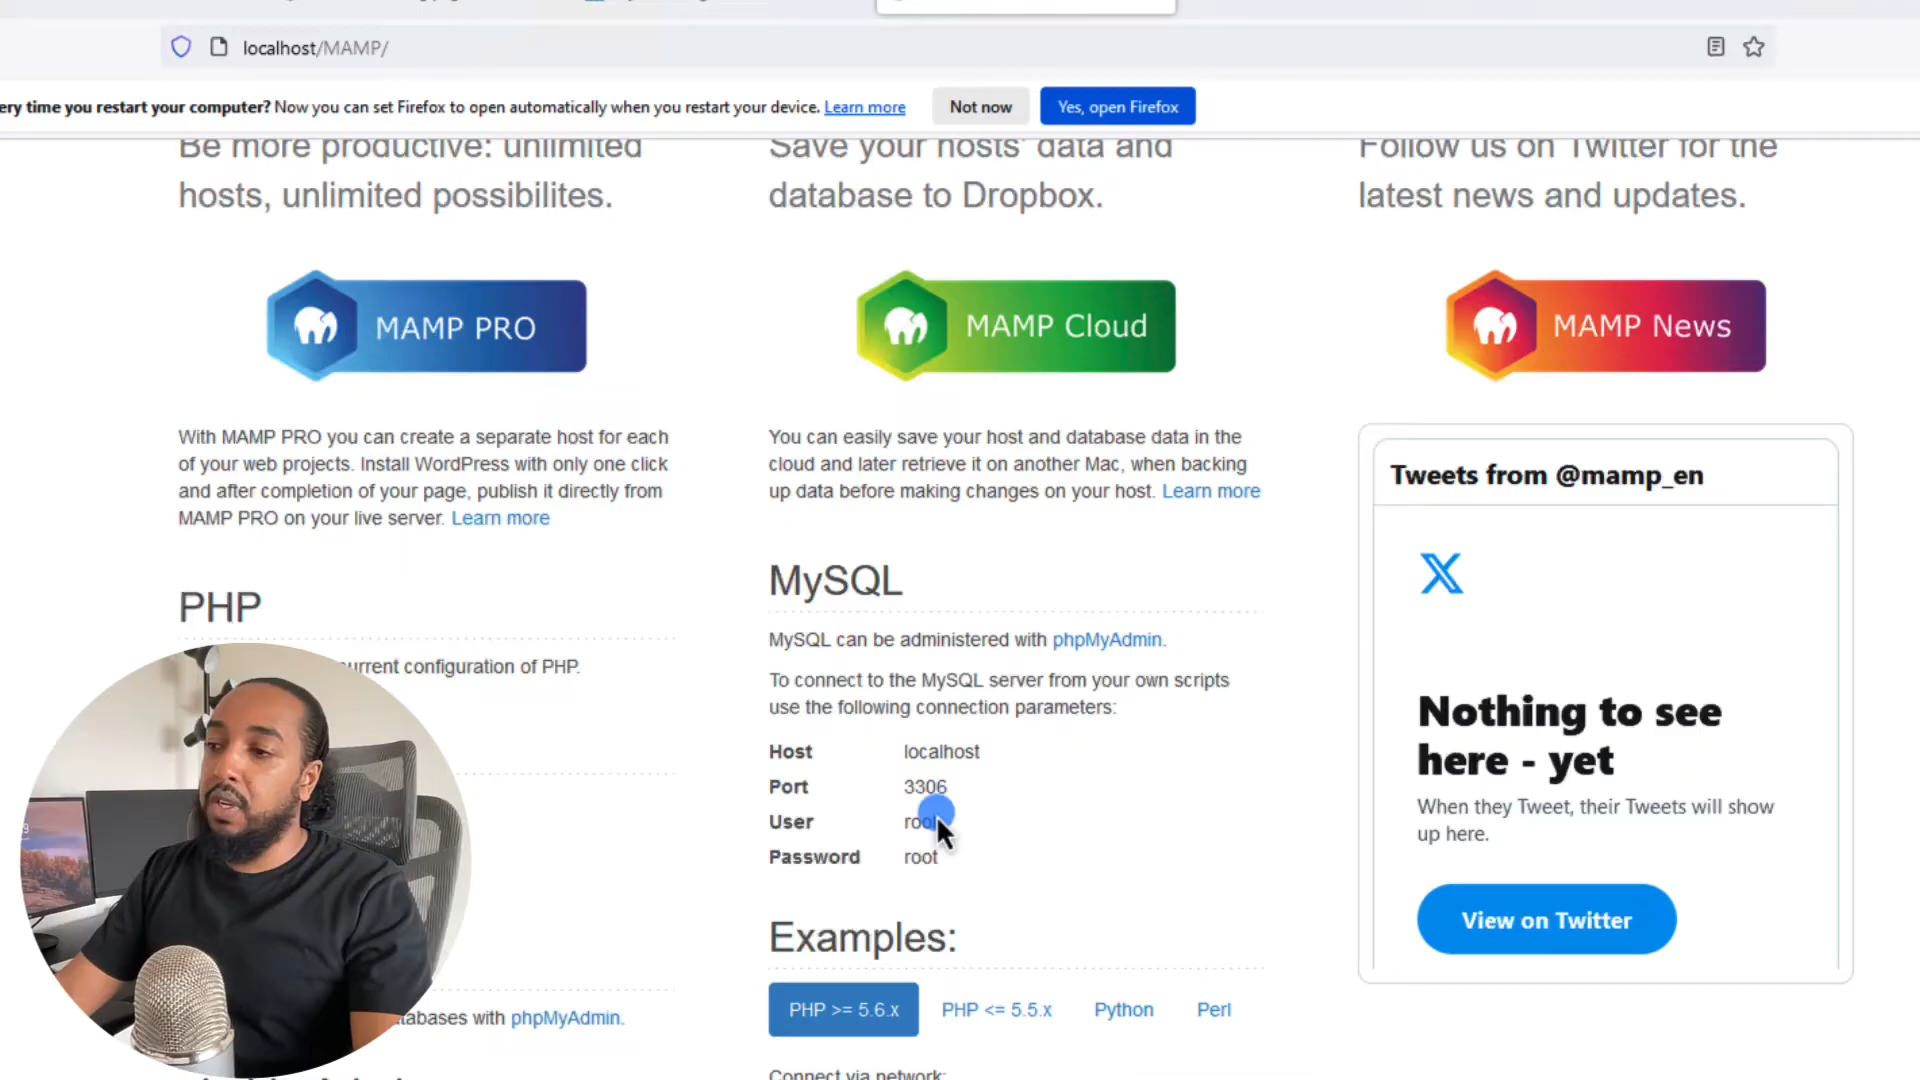 localhost/MAMP/
ery time you restart your computer? Now you can set Firefox to open automatically when you restart your device. Learn more
Not now
Yes, open Firefox
Be more productive: unlimited
hosts, unlimited possibilites.
Save your hosts' data and
database to Dropbox.
Follow us on Twitter for the
latest news and updates.
MAMP PRO
MAMP Cloud
MAMP News
With MAMP PRO you can create a separate host for each
of your web projects. Install WordPress with only one click
and after completion of your page, publish it directly from
MAMP PRO on your live server. Learn more
You can easily save your host and database data in the
cloud and later retrieve it on another Mac, when backing
up data before making changes on your host. Learn more
Tweets from @mamp_en
Nothing to see
here - yet
When they Tweet, their Tweets will show
up here.
View on Twitter
PHP
current configuration of PHP.
MySQL
MySQL can be administered with phpMyAdmin.
To connect to the MySQL server from your own scripts
use the following connection parameters:
Host localhost
Port 3306
User root
Password root
Examples:
PHP >= 5.6.x
PHP <= 5.5.x
Python
Perl
Connect via network:
databases with phpMyAdmin.